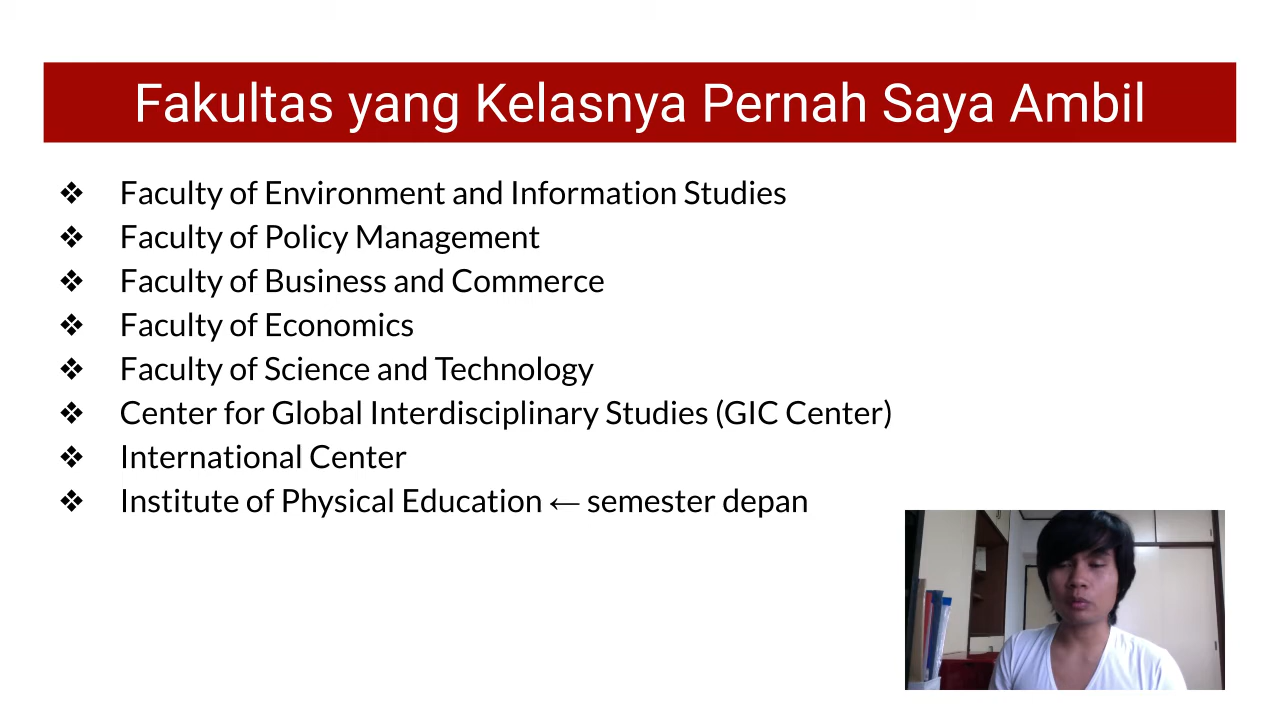 Fakultas yang Kelasnya Pernah Saya Ambil
❖ Faculty of Environment and Information Studies
❖ Faculty of Policy Management
❖ Faculty of Business and Commerce
❖ Faculty of Economics
❖ Faculty of Science and Technology
❖ Center for Global Interdisciplinary Studies (GIC Center)
❖ International Center
❖ Institute of Physical Education ← semester depan